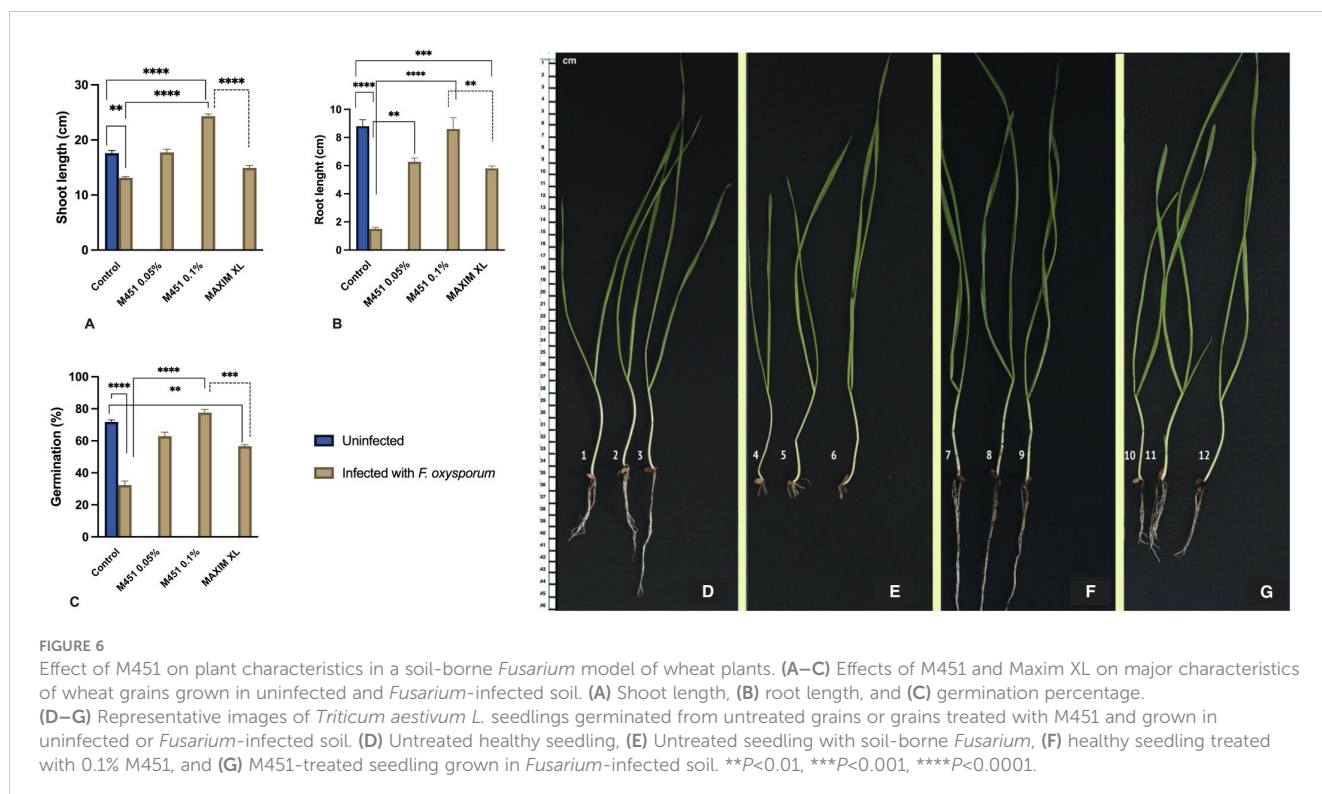 ****
****
****
**
30
20
10
0
Shoot length (cm)
Control
M451 0.05%
M451 0.1%
MAXIM XL
A
***
****
****
**
**
10
8
6
4
2
0
Root lenght (cm)
Control
M451 0.05%
M451 0.1%
MAXIM XL
B
****
****
***
**
100
80
60
40
20
0
Germination (%)
Control
M451 0.05%
M451 0.1%
MAXIM XL
C
Uninfected
Infected with F. oxysporum
cm
1
2
3
D
4
5
6
E
7
8
9
F
10
11
12
G
FIGURE 6
Effect of M451 on plant characteristics in a soil-borne Fusarium model of wheat plants. (A–C) Effects of M451 and Maxim XL on major characteristics
of wheat grains grown in uninfected and Fusarium-infected soil. (A) Shoot length, (B) root length, and (C) germination percentage.
(D–G) Representative images of Triticum aestivum L. seedlings germinated from untreated grains or grains treated with M451 and grown in
uninfected or Fusarium-infected soil. (D) Untreated healthy seedling, (E) Untreated seedling with soil-borne Fusarium, (F) healthy seedling treated
with 0.1% M451, and (G) M451-treated seedling grown in Fusarium-infected soil. **P<0.01, ***P<0.001, ****P<0.0001.